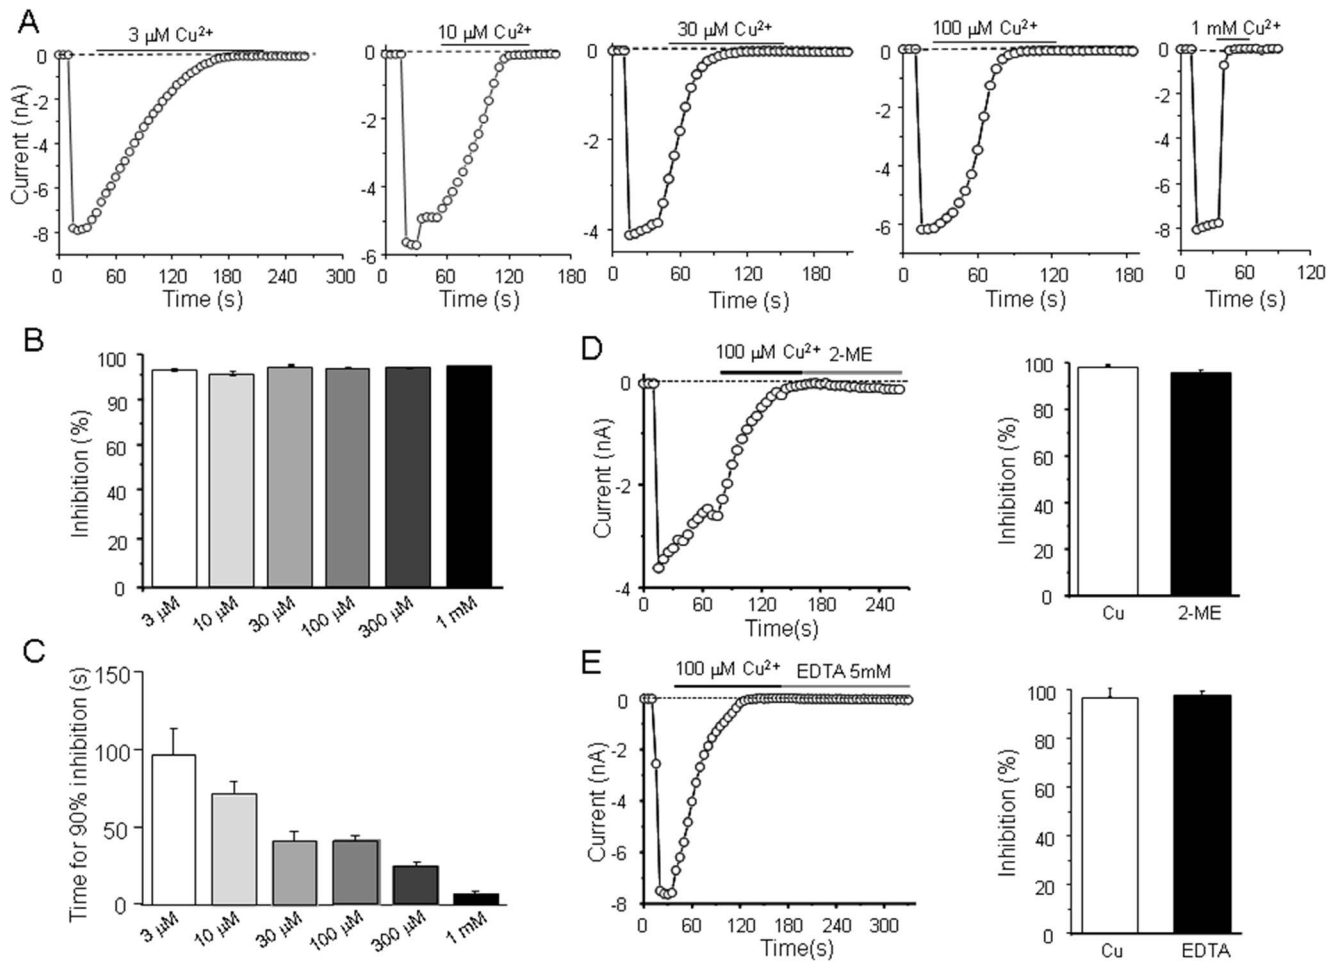 A
3 µM Cu²⁺
10 µM Cu²⁺
30 µM Cu²⁺
100 µM Cu²⁺
1 mM Cu²⁺
Current (nA)
0
-2
-4
-6
-8
0
-2
-4
-6
0
-2
-4
0
-2
-4
-6
0
-2
-4
-6
-8
0 60 120 180 240 300
0 60 120 180
0 60 120 180
0 60 120 180
0 60 120
Time (s)
Time (s)
Time (s)
Time (s)
Time (s)
B
Inhibition (%)
100
90
60
40
20
0
3 µM
10 µM
30 µM
100 µM
300 µM
1 mM
C
Time for 90% inhibition (s)
150
100
50
0
3 µM
10 µM
30 µM
100 µM
300 µM
1 mM
D
100 µM Cu²⁺ 2-ME
Current (nA)
0
-2
-4
0 60 120 180 240
Time(s)
Inhibition (%)
100
80
60
40
20
0
Cu 2-ME
E
100 µM Cu²⁺ EDTA 5mM
Current (nA)
0
-2
-4
-6
-8
0 60 120 180 240 300
Time(s)
Inhibition (%)
100
80
60
40
20
0
Cu EDTA